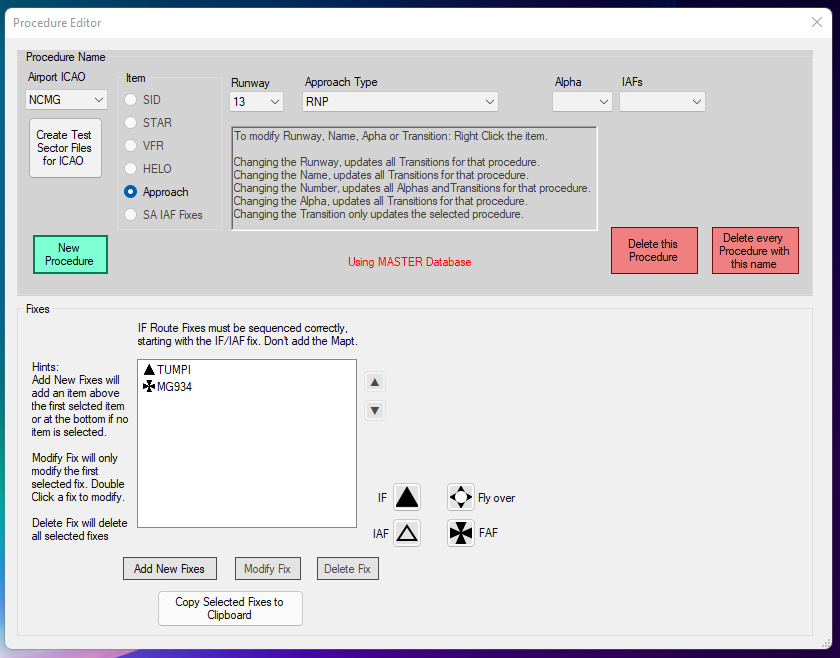 Procedure Editor
Procedure Name
Airport ICAO
NCMG
Create Test
Sector Files
for ICAO
New
Procedure
Item
SID
STAR
VFR
HELO
Approach
SA IAF Fixes
Runway
13
Approach Type
RNP
Alpha
IAFs
To modify Runway, Name, Apha or Transition: Right Click the item.
Changing the Runway, updates all Transitions for that procedure.
Changing the Name, updates all Transitions for that procedure.
Changing the Number, updates all Alphas and Transitions for that procedure.
Changing the Alpha, updates all Transitions for that procedure.
Changing the Transition only updates the selected procedure.
Using MASTER Database
Delete this
Procedure
Delete every
Procedure with
this name
Fixes
IF Route Fixes must be sequenced correctly,
starting with the IF/IAF fix. Don't add the Mapt.
Hints:
Add New Fixes will
add an item above
the first selcted item
or at the bottom if no
item is selected.
Modify Fix will only
modify the first
selected fix. Double
Click a fix to modify.
Delete Fix will delete
all selected fixes
TUMPI
MG934
IF
Fly over
IAF
FAF
Add New Fixes
Modify Fix
Delete Fix
Copy Selected Fixes to
Clipboard